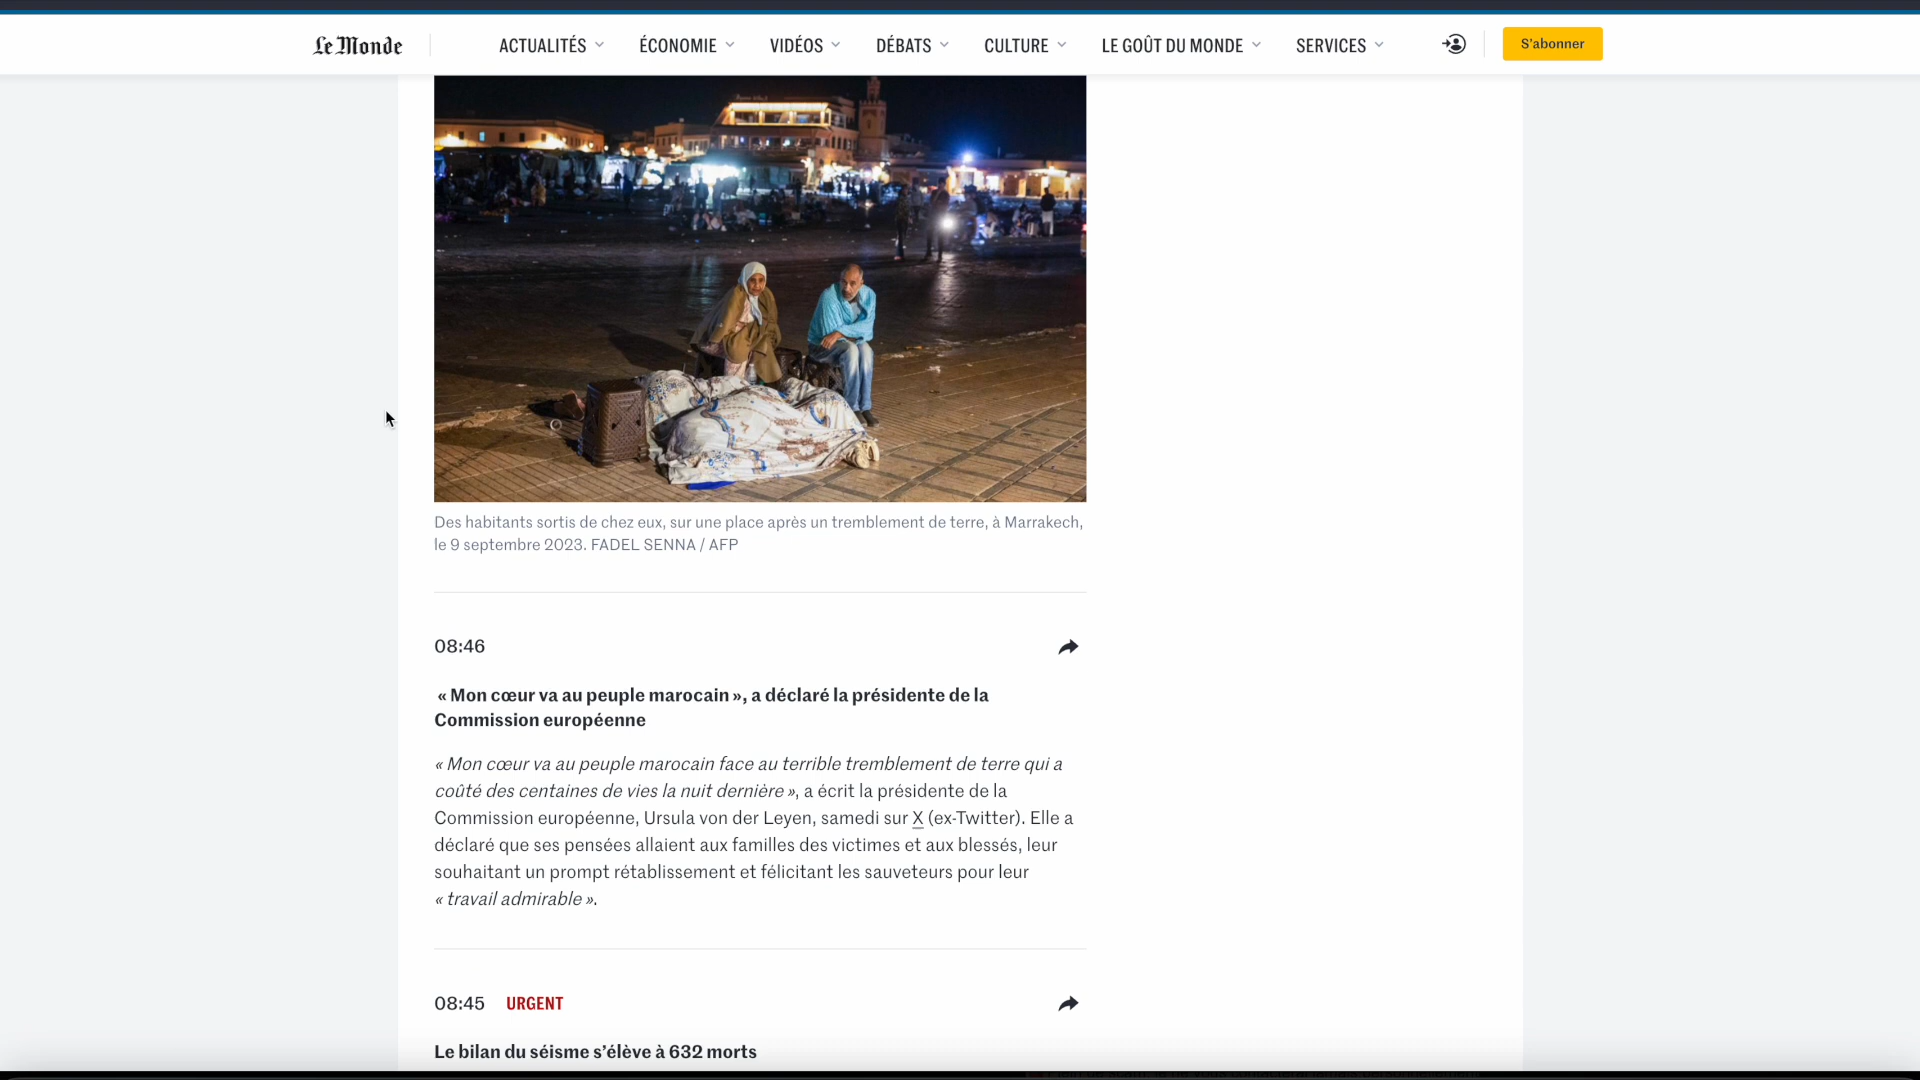 Le Monde
ACTUALITÉS ÉCONOMIE VIDÉOS DÉBATS CULTURE LE GOÛT DU MONDE SERVICES S'abonner
Des habitants sortis de chez eux, sur une place après un tremblement de terre, à Marrakech,
le 9 septembre 2023. FADEL SENNA / AFP
08:46
« Mon cœur va au peuple marocain », a déclaré la présidente de la
Commission européenne
« Mon cœur va au peuple marocain face au terrible tremblement de terre qui a
coûté des centaines de vies la nuit dernière », a écrit la présidente de la
Commission européenne, Ursula von der Leyen, samedi sur X (ex-Twitter). Elle a
déclaré que ses pensées allaient aux familles des victimes et aux blessés, leur
souhaitant un prompt rétablissement et félicitant les sauveteurs pour leur
« travail admirable ».
08:45 URGENT
Le bilan du séisme s’élève à 632 morts